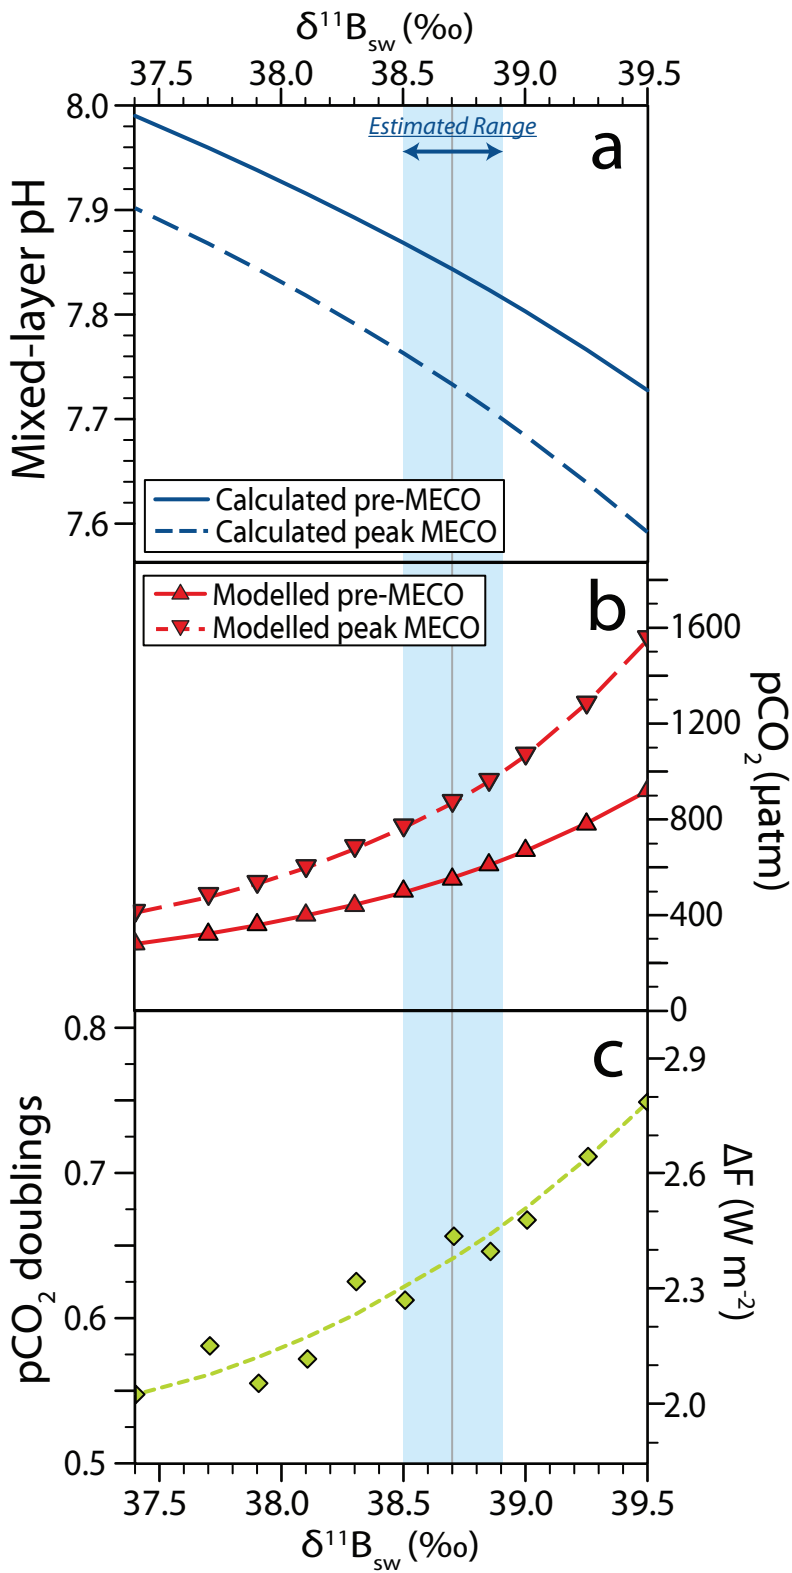 δ¹¹B_sw (‰)
37.5 38.0 38.5 39.0 39.5
8.0
7.9
7.8
7.7
7.6
Mixed-layer pH
Estimated Range
a
Calculated pre-MECO
Calculated peak MECO
Modelled pre-MECO
Modelled peak MECO
b
1600
1200
800
400
0
pCO₂ (μatm)
0.8
0.7
0.6
0.5
pCO₂ doublings
c
2.9
2.6
2.3
2.0
ΔF (W m⁻²)
37.5 38.0 38.5 39.0 39.5
δ¹¹B_sw (‰)